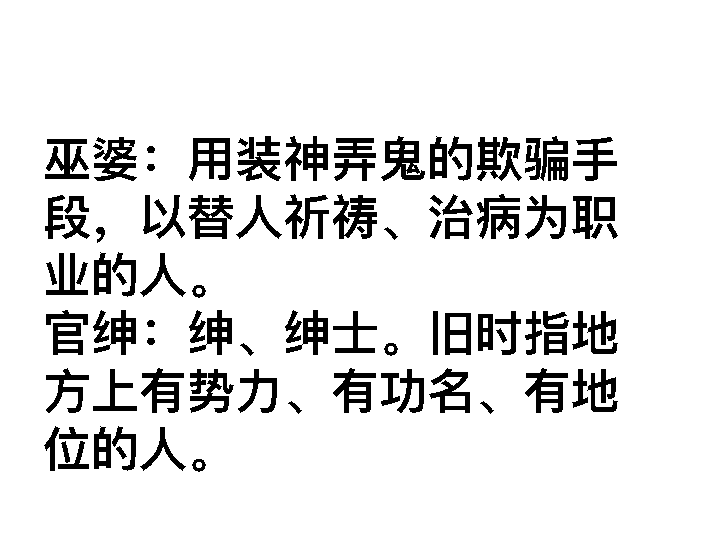 巫婆：用装神弄鬼的欺骗手
段，以替人祈祷、治病为职
业的人。
官绅：绅、绅士。旧时指地
方上有势力、有功名、有地
位的人。